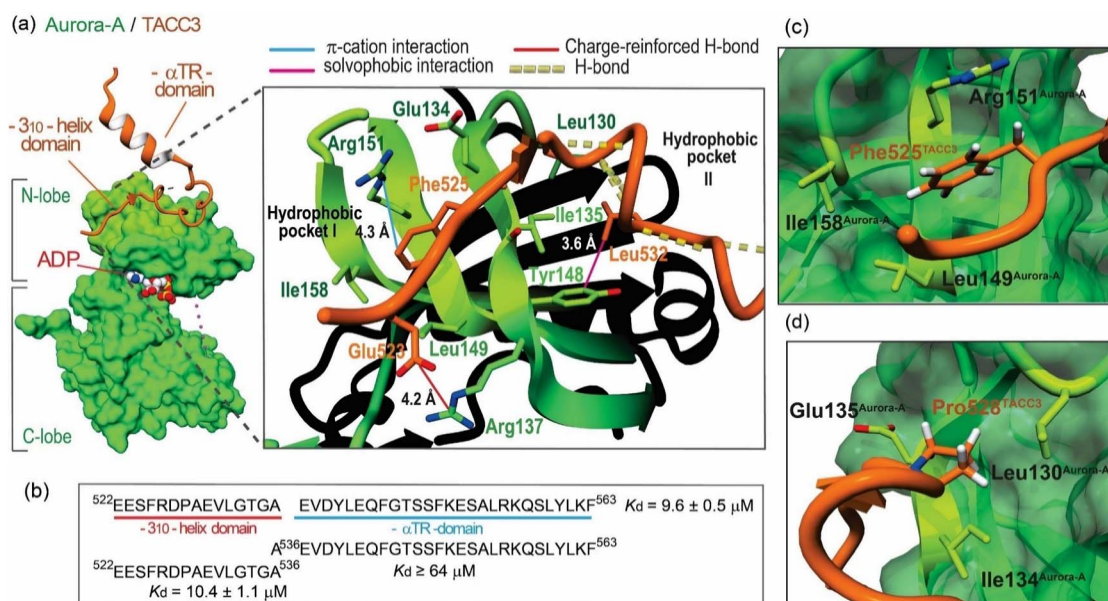 (a) Aurora-A / TACC3
π-cation interaction
Charge-reinforced H-bond
solvophobic interaction
H-bond
- αTR -
domain
- 3₁₀ - helix
domain
N-lobe
ADP
C-lobe
Glu134
Leu130
Hydrophobic
pocket
II
Arg151
Phe525
Hydrophobic
pocket I
4.3 Å
Ile135
3.6 Å
Leu532
Tyr148
Ile158
Glu523
Leu149
4.2 Å
Arg137
(b)
⁵²²EESFRDPAEVLGTGA EVDYLEQFGTSSFKESALRKQSLYLKF⁵⁶³ Kd = 9.6 ± 0.5 μM
- 3₁₀ - helix domain - αTR -domain
A⁵³⁶EVDYLEQFGTSSFKESALRKQSLYLKF⁵⁶³
⁵²²EESFRDPAEVLGTGA⁵³⁶ Kd ≥ 64 μM
Kd = 10.4 ± 1.1 μM
(c)
Arg151ᴬᵘʳᵒʳᵃ⁻ᴬ
Phe525ᵀᴬᶜᶜ³
Ile158ᴬᵘʳᵒʳᵃ⁻ᴬ
Leu149ᴬᵘʳᵒʳᵃ⁻ᴬ
(d)
Glu135ᴬᵘʳᵒʳᵃ⁻ᴬ
Pro528ᵀᴬᶜᶜ³
Leu130ᴬᵘʳᵒʳᵃ⁻ᴬ
Ile134ᴬᵘʳᵒʳᵃ⁻ᴬ